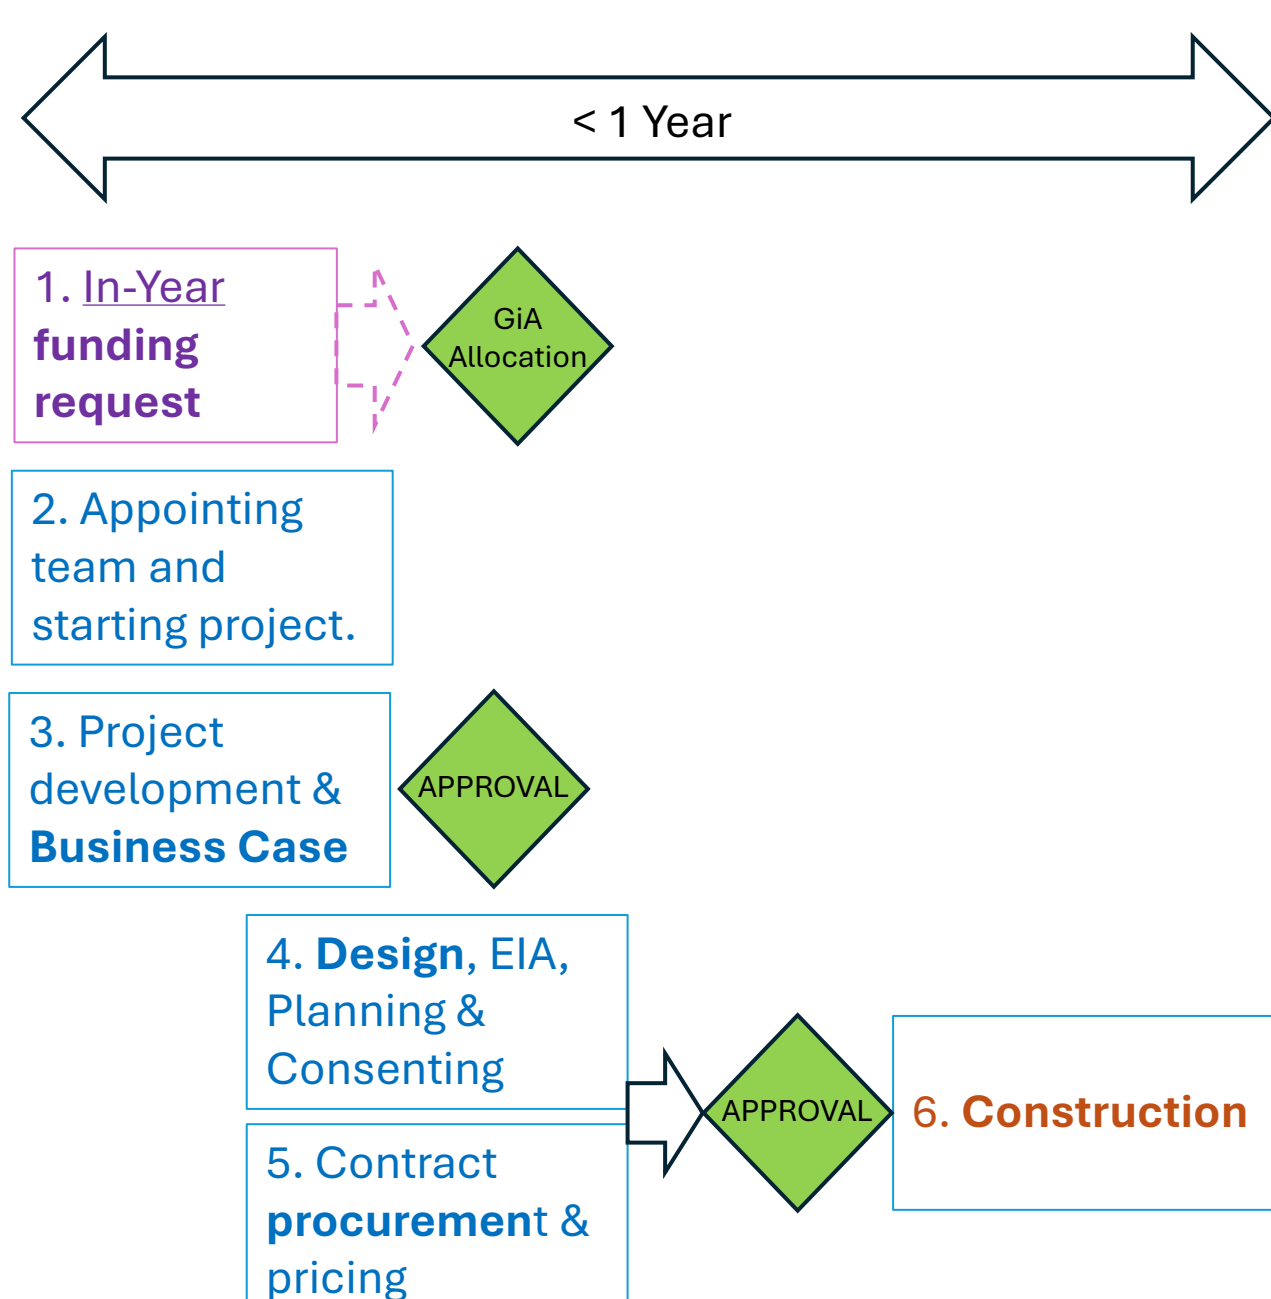 < 1 Year
1. In-Year
funding
request
GiA
Allocation
2. Appointing
team and
starting project.
3. Project
development &
Business Case
APPROVAL
4. Design, EIA,
Planning &
Consenting
5. Contract
procurement &
pricing
APPROVAL
6. Construction